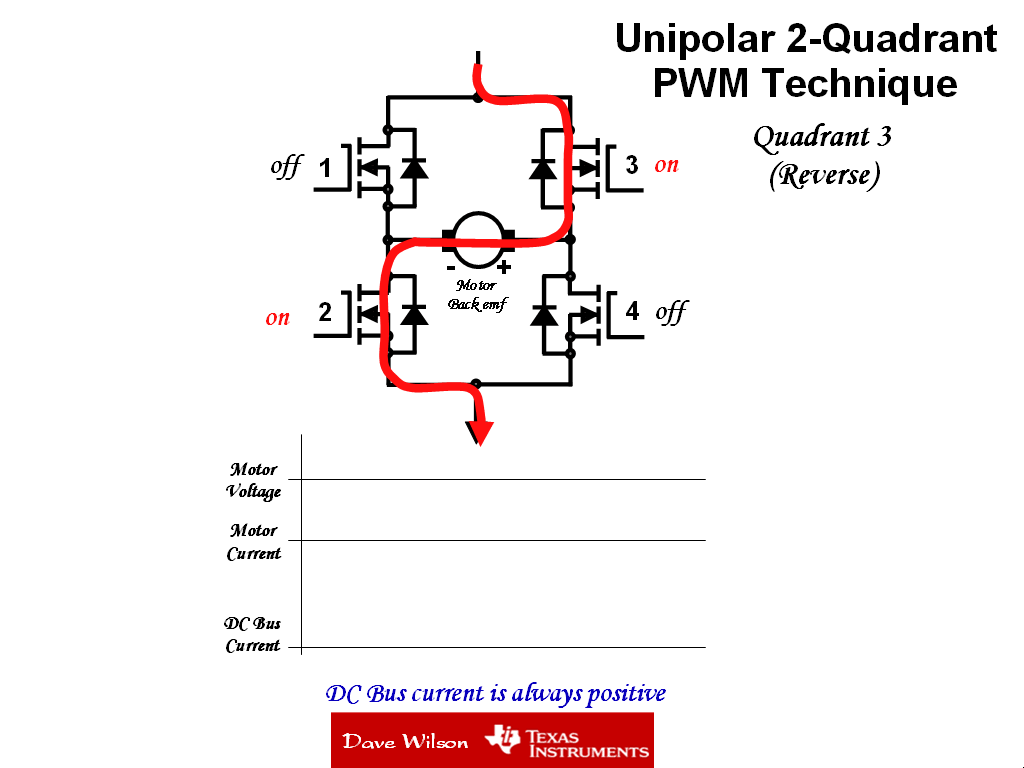 Unipolar 2-Quadrant
PWM Technique
Quadrant 3
(Reverse)
off 1
3 on
- +
Motor
Back emf
on 2
4 off
Motor
Voltage
Motor
Current
DC Bus
Current
DC Bus current is always positive
Dave Wilson
TEXAS
INSTRUMENTS